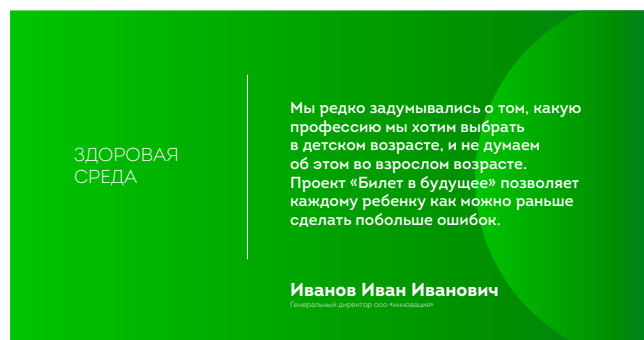 ЗДОРОВАЯ
СРЕДА
Мы редко задумывались о том, какую
профессию мы хотим выбрать
в детском возрасте, и не думаем
об этом во взрослом возрасте.
Проект «Билет в будущее» позволяет
каждому ребенку как можно раньше
сделать побольше ошибок.
Иванов Иван Иванович
Генеральный директор ооо «инновация»